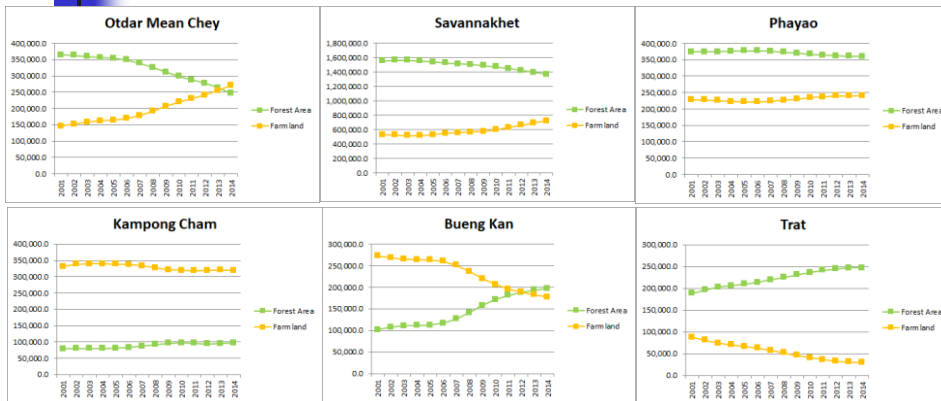 Otdar Mean Chey
400,000.0
350,000.0
300,000.0
250,000.0
200,000.0
150,000.0
100,000.0
50,000.0
0.0
2001 2002 2003 2004 2005 2006 2007 2008 2009 2010 2011 2012 2013 2014
Forest Area
Farm land
Savannakhet
1,800,000.0
1,600,000.0
1,400,000.0
1,200,000.0
1,000,000.0
800,000.0
600,000.0
400,000.0
200,000.0
0.0
2001 2002 2003 2004 2005 2006 2007 2008 2009 2010 2011 2012 2013 2014
Forest Area
Farm land
Phayao
400,000.0
350,000.0
300,000.0
250,000.0
200,000.0
150,000.0
100,000.0
50,000.0
0.0
2001 2002 2003 2004 2005 2006 2007 2008 2009 2010 2011 2012 2013 2014
Forest Area
Farm land
Kampong Cham
400,000.0
350,000.0
300,000.0
250,000.0
200,000.0
150,000.0
100,000.0
50,000.0
0.0
2001 2002 2003 2004 2005 2006 2007 2008 2009 2010 2011 2012 2013 2014
Forest Area
Farm land
Bueng Kan
300,000.0
250,000.0
200,000.0
150,000.0
100,000.0
50,000.0
0.0
2001 2002 2003 2004 2005 2006 2007 2008 2009 2010 2011 2012 2013 2014
Forest Area
Farm land
Trat
300,000.0
250,000.0
200,000.0
150,000.0
100,000.0
50,000.0
0.0
2001 2002 2003 2004 2005 2006 2007 2008 2009 2010 2011 2012 2013 2014
Forest Area
Farm land